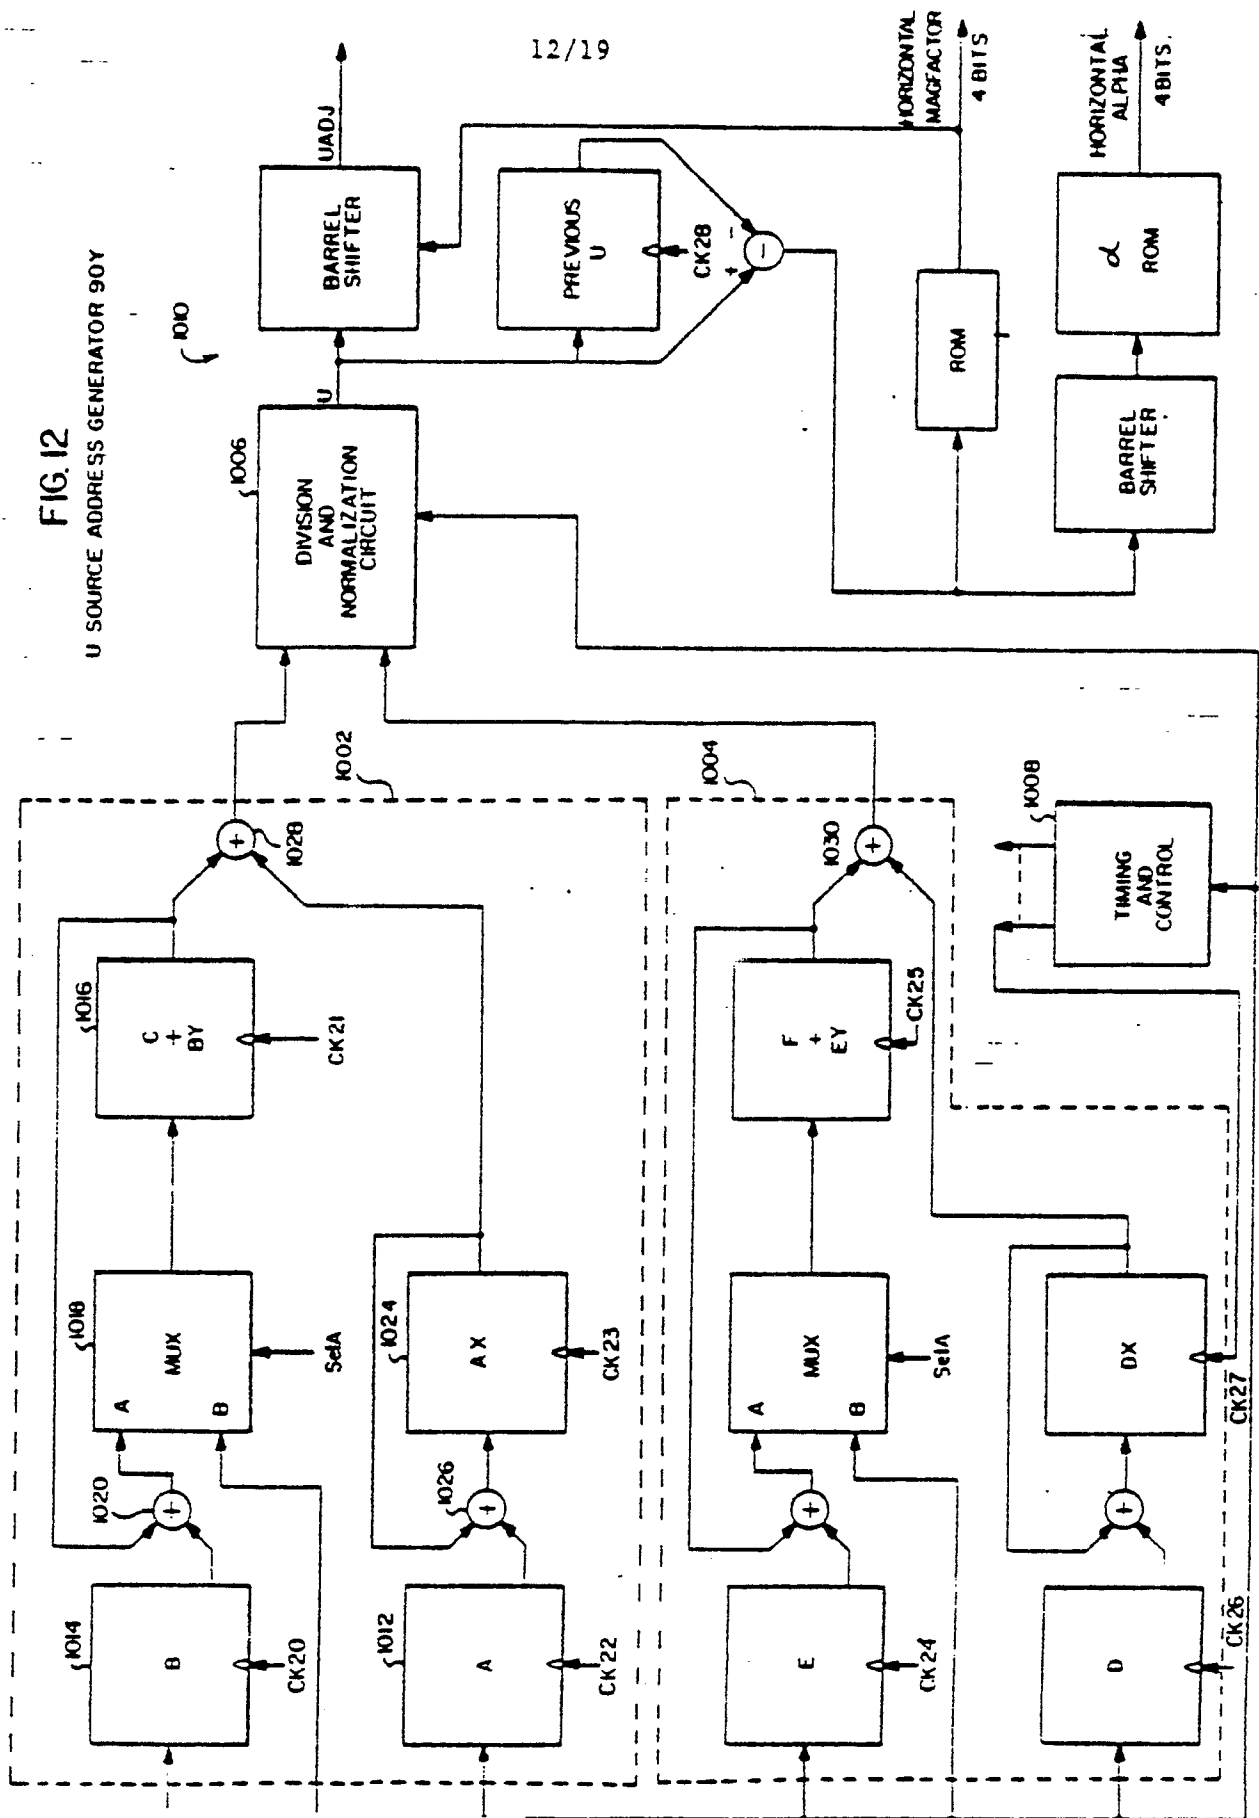 12/19
FIG. 12
U SOURCE ADDRESS GENERATOR 90Y
1010
1014
B
CK20
1020
A
B
MUX
1018
SelA
1016
C
+
BY
CK21
1028
1002
1012
A
CK22
1026
1024
AX
CK23
E
CK24
A
B
MUX
SelA
F
+
EY
CK25
1030
1004
D
CK26
DX
CK27
1008
TIMING
AND
CONTROL
1006
DIVISION
AND
NORMALIZATION
CIRCUIT
U
BARREL
SHIFTER
UADJ
PREVIOUS
U
CK28
+
-
-
ROM
HORIZONTAL
MAGFACTOR
4 BITS
BARREL
SHIFTER
α
ROM
HORIZONTAL
ALPHA
4 BITS.